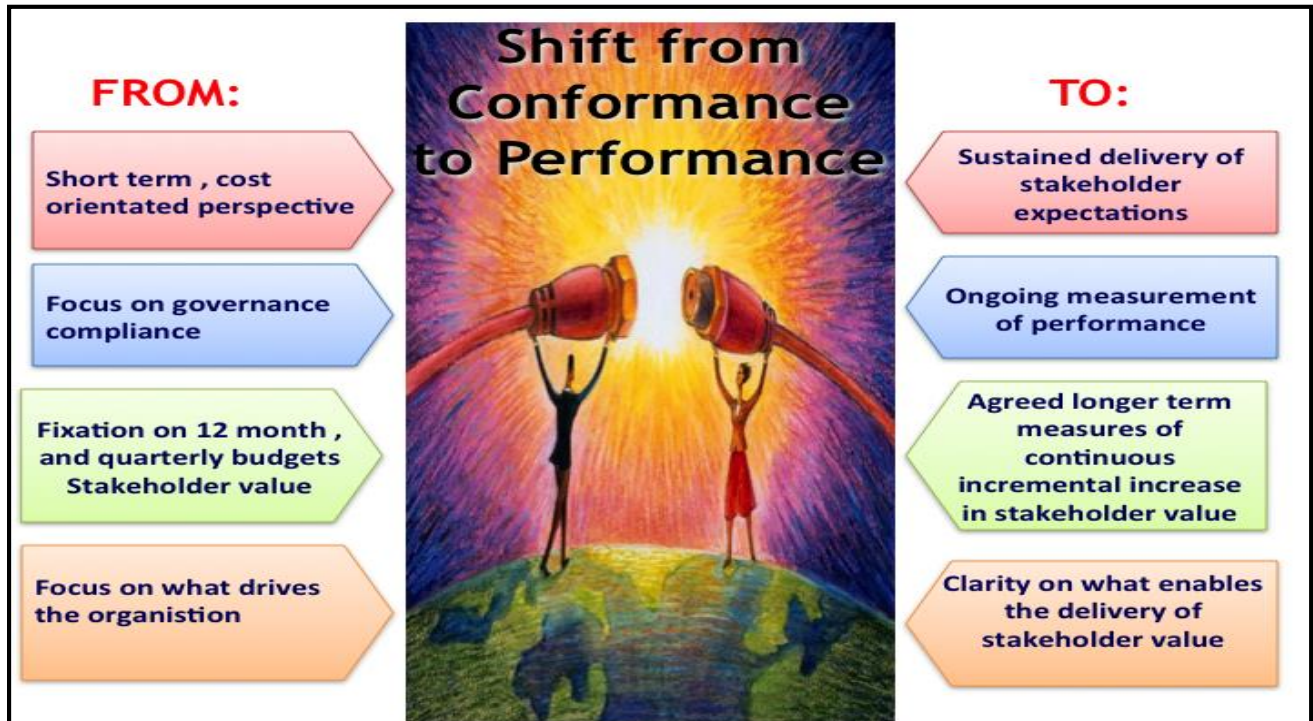 Shift from
Conformance
to Performance
FROM:
Short term , cost
orientated perspective
Focus on governance
compliance
Fixation on 12 month ,
and quarterly budgets
Stakeholder value
Focus on what drives
the organistion
TO:
Sustained delivery of
stakeholder
expectations
Ongoing measurement
of performance
Agreed longer term
measures of
continuous
incremental increase
in stakeholder value
Clarity on what enables
the delivery of
stakeholder value